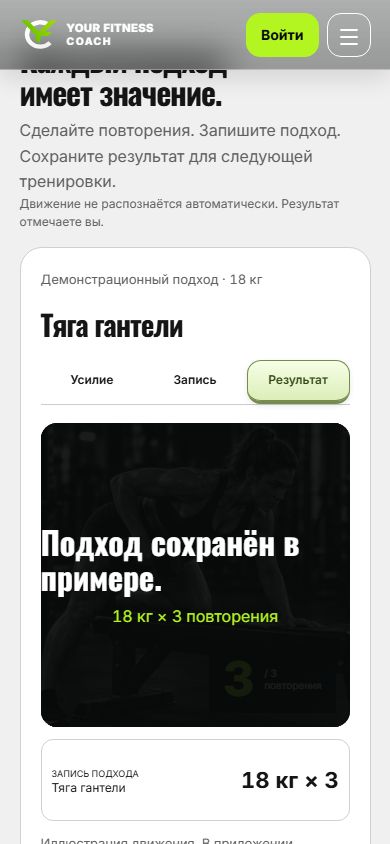 YOUR FITNESS
COACH
Войти
Каждый подход
имеет значение.
Сделайте повторения. Запишите подход.
Сохраните результат для следующей
тренировки.
Движение не распознаётся автоматически. Результат
отмечаете вы.
Демонстрационный подход · 18 кг
Тяга гантели
Усилие
Запись
Результат
Подход сохранён в
примере.
18 кг × 3 повторения
3
/ 3
повторения
ЗАПИСЬ ПОДХОДА
Тяга гантели
18 кг × 3
Иллюстрация движения. В приложении